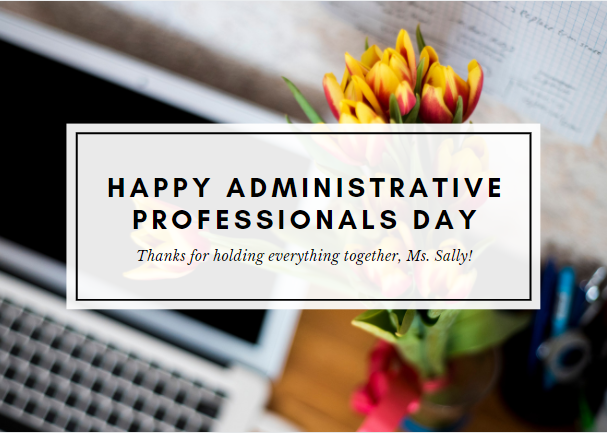 HAPPY ADMINISTRATIVE
PROFESSIONALS DAY
Thanks for holding everything together, Ms. Sally!